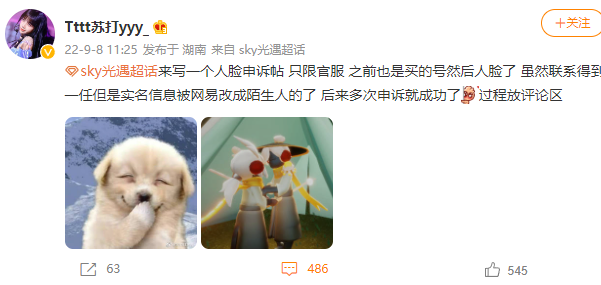 Tttt苏打yyy_
+关注
22-9-8 11:25 发布于 湖南 来自 sky光遇超话
sky光遇超话来写一个人脸申诉帖 只限官服 之前也是买的号然后人脸了 虽然联系得到
一任但是实名信息被网易改成陌生人的了 后来多次申诉就成功了 过程放评论区
63
486
545